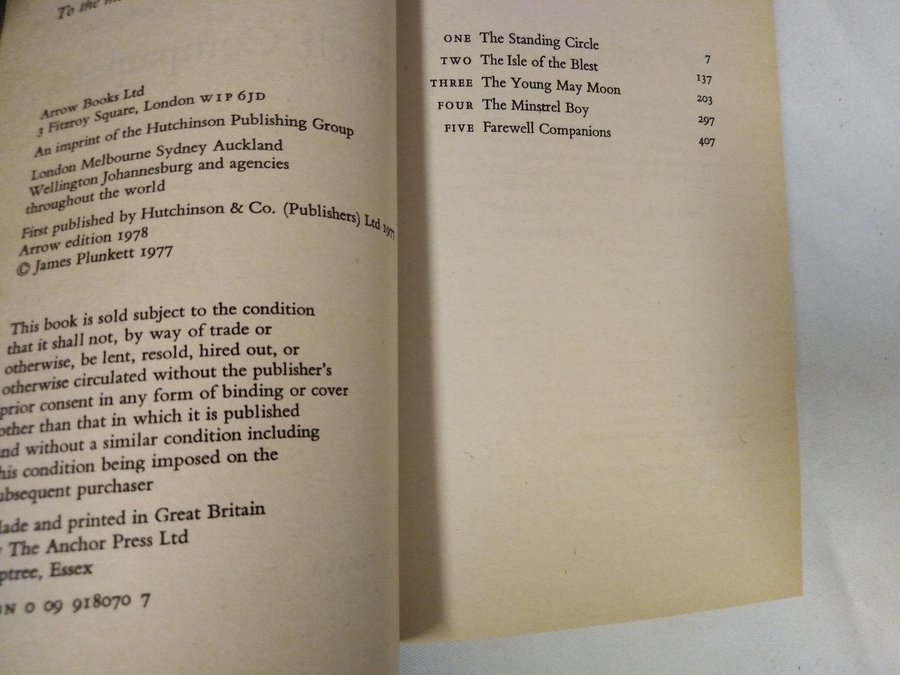 To the
Arrow Books Ltd
3 Fitzroy Square, London W1P 6JD
An imprint of the Hutchinson Publishing Group
London Melbourne Sydney Auckland
Wellington Johannesburg and agencies
throughout the world
First published by Hutchinson & Co. (Publishers) Ltd 1977
Arrow edition 1978
© James Plunkett 1977
This book is sold subject to the condition
that it shall not, by way of trade or
otherwise, be lent, resold, hired out, or
otherwise circulated without the publisher's
prior consent in any form of binding or cover
other than that in which it is published
nd without a similar condition including
his condition being imposed on the
ubsequent purchaser
lade and printed in Great Britain
The Anchor Press Ltd
ptree, Essex
BN 0 09 918070 7
ONE The Standing Circle 7
TWO The Isle of the Blest 137
THREE The Young May Moon 203
FOUR The Minstrel Boy 297
FIVE Farewell Companions 407